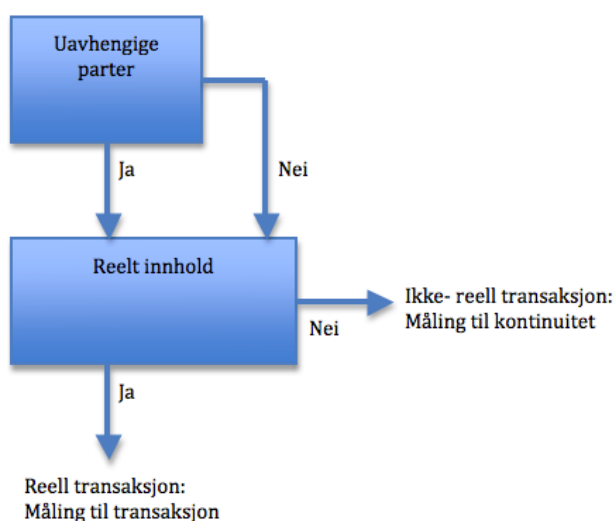 Uavhengige
parter
Ja
Nei
Reelt innhold
Ikke- reell transaksjon:
Måling til kontinuitet
Nei
Ja
Reell transaksjon:
Måling til transaksjon